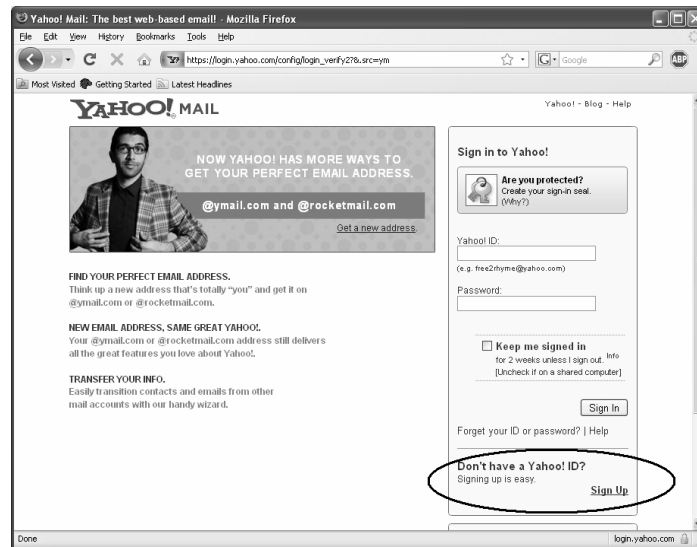 Yahoo! Mail: The best web-based email! - Mozilla Firefox
File Edit View History Bookmarks Tools Help
https://login.yahoo.com/config/login_verify2?&.src=ym
Google
ABP
Most Visited Getting Started Latest Headlines
YAHOO! MAIL
Yahoo! - Blog - Help
NOW YAHOO! HAS MORE WAYS TO
GET YOUR PERFECT EMAIL ADDRESS.
@ymail.com and @rocketmail.com
Get a new address.
FIND YOUR PERFECT EMAIL ADDRESS.
Think up a new address that's totally “you” and get it on
@ymail.com or @rocketmail.com.
NEW EMAIL ADDRESS, SAME GREAT YAHOO!.
Your @ymail.com or @rocketmail.com address still delivers
all the great features you love about Yahoo!.
TRANSFER YOUR INFO.
Easily transition contacts and emails from other
mail accounts with our handy wizard.
Sign in to Yahoo!
Are you protected?
Create your sign-in seal.
(Why?)
Yahoo! ID:
(e.g. free2rhyme@yahoo.com)
Password:
Keep me signed in
for 2 weeks unless I sign out. Info
[Uncheck if on a shared computer]
Sign In
Forget your ID or password? | Help
Don't have a Yahoo! ID?
Signing up is easy.
Sign Up
Done
login.yahoo.com